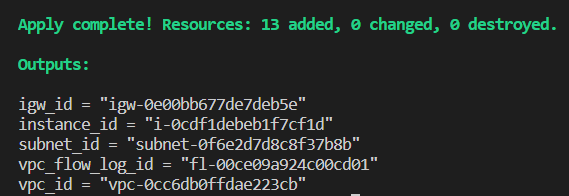 Apply complete! Resources: 13 added, 0 changed, 0 destroyed.
Outputs:
igw_id = "igw-0e00bb677de7deb5e"
instance_id = "i-0cdf1debeb1f7cf1d"
subnet_id = "subnet-0f6e2d7d8c8f37b8b"
vpc_flow_log_id = "fl-00ce09a924c00cd01"
vpc_id = "vpc-0cc6db0ffdae223cb"